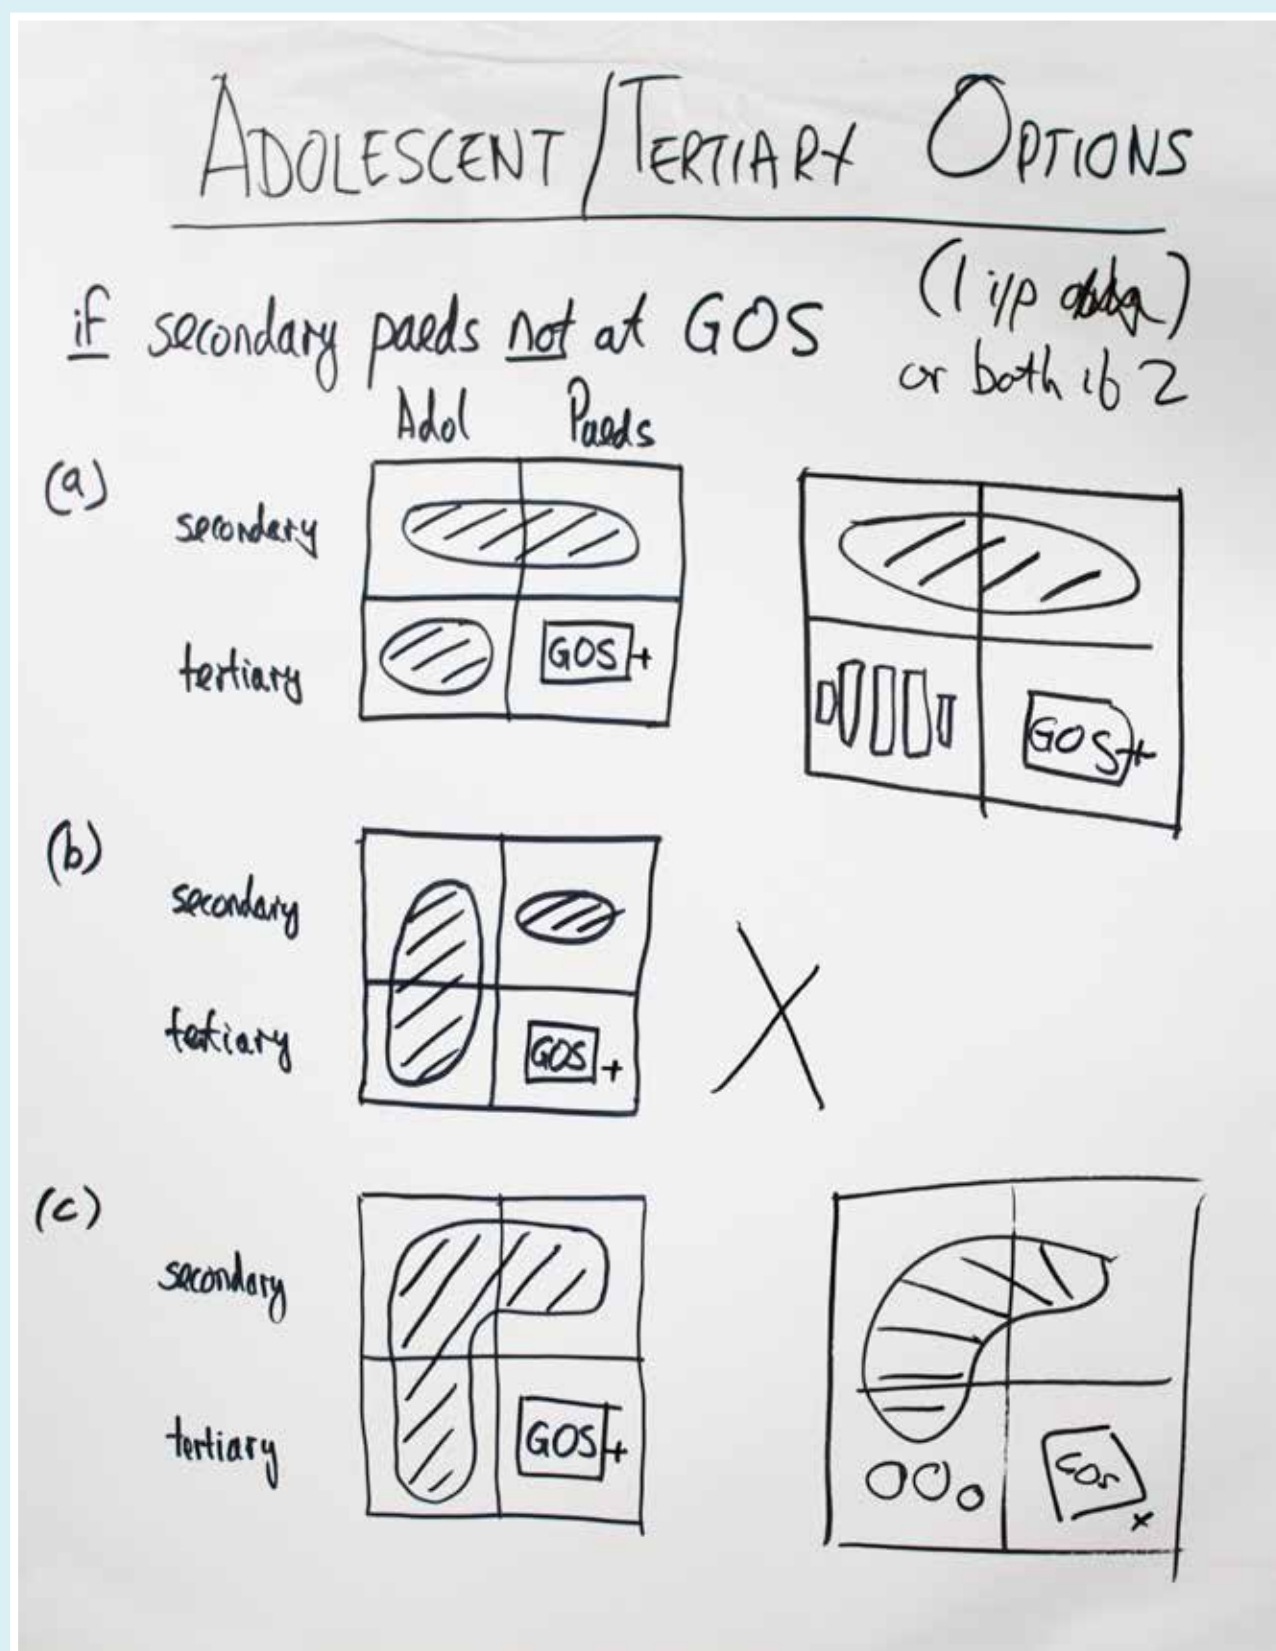 ADOLESCENT/TERTIARY OPTIONS
if secondary paeds not at GOS
(1 i/p)
or both if 2
Adol Paeds
(a)
secondary
tertiary
GOS+
GOS+
(b)
secondary
tertiary
GOS+
(c)
secondary
tertiary
GOS+
GOS+